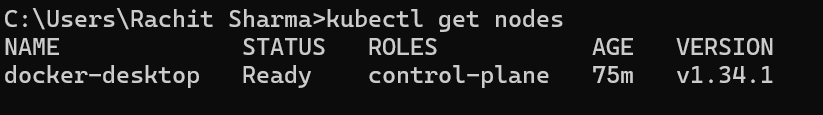 C:\Users\Rachit Sharma>kubectl get nodes
NAME             STATUS   ROLES           AGE   VERSION
docker-desktop   Ready    control-plane   75m   v1.34.1